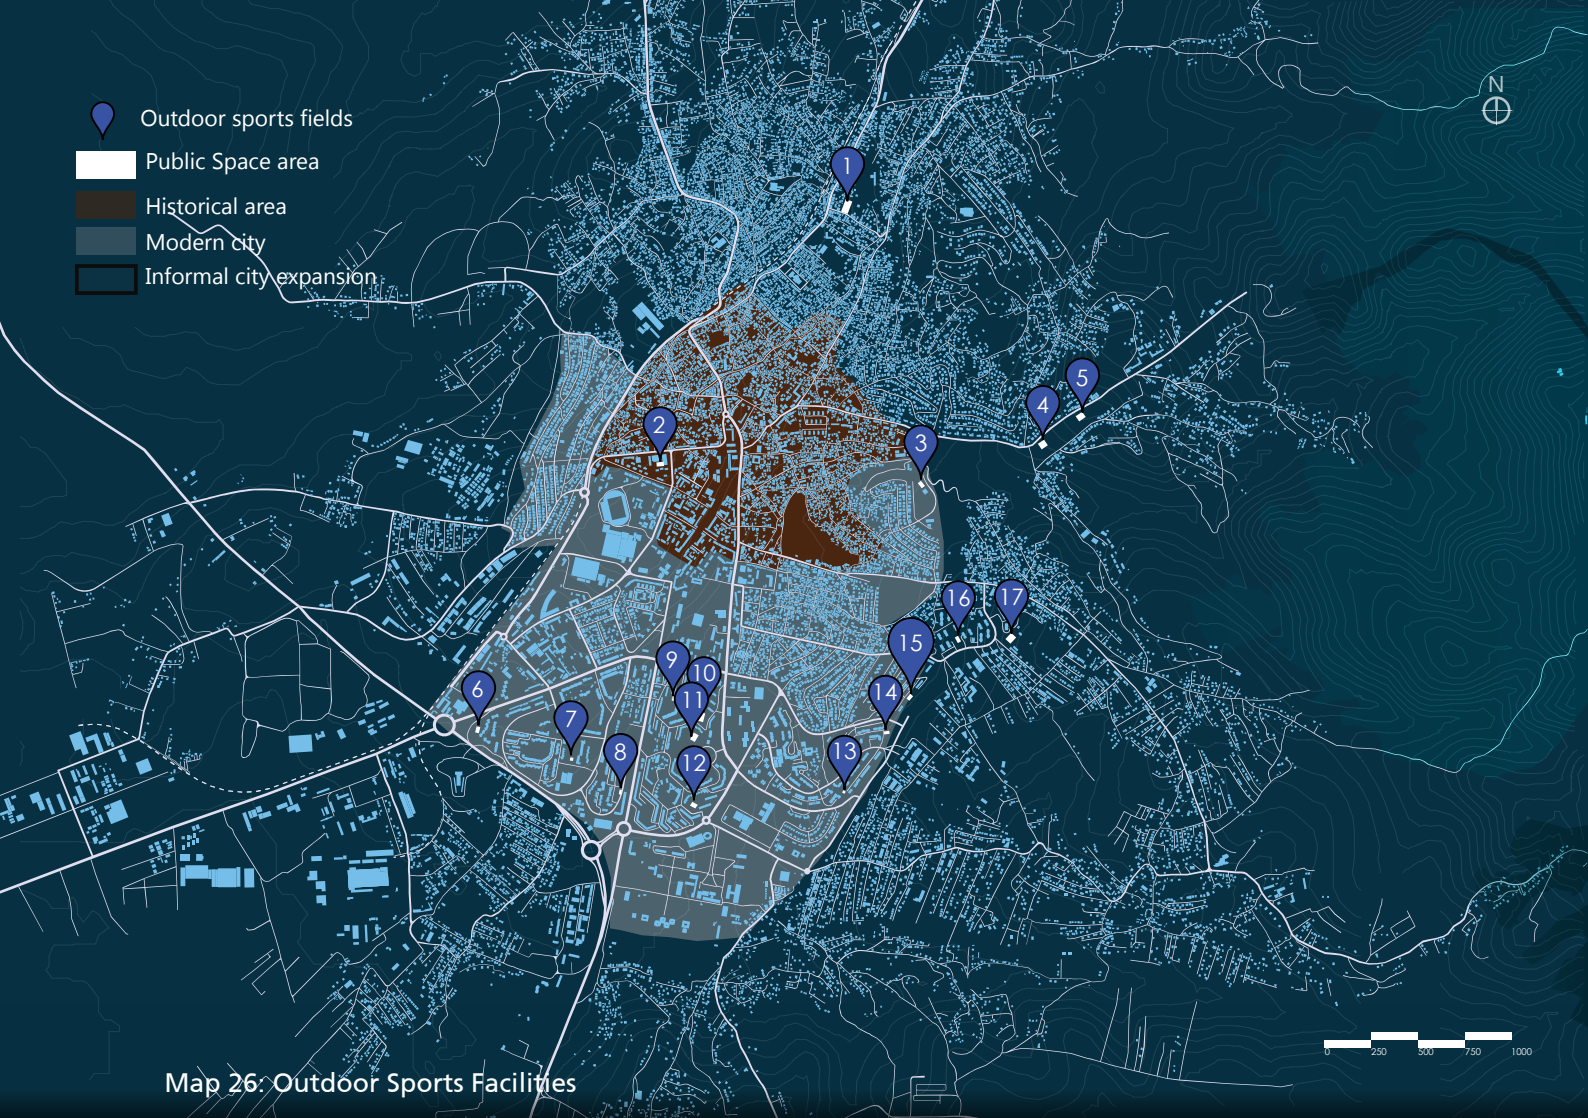 N
Outdoor sports fields
Public Space area
Historical area
Modern city
Informal city expansion
1
2
3
4
5
6
7
8
9
10
11
12
13
14
15
16
17
0 250 500 750 1000
Map 26: Outdoor Sports Facilities